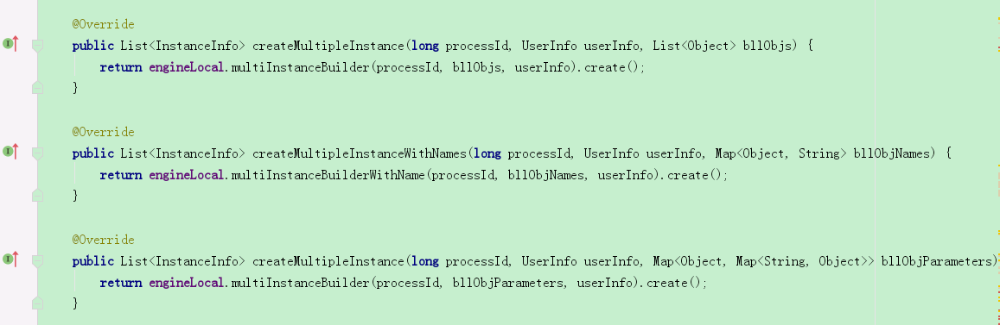 @Override
public List<InstanceInfo> createMultipleInstance(long processId, UserInfo userInfo, List<Object> bllObjs) {
return engineLocal.multiInstanceBuilder(processId, bllObjs, userInfo).create();
}
@Override
public List<InstanceInfo> createMultipleInstanceWithNames(long processId, UserInfo userInfo, Map<Object, String> bllObjNames) {
return engineLocal.multiInstanceBuilderWithName(processId, bllObjNames, userInfo).create();
}
@Override
public List<InstanceInfo> createMultipleInstance(long processId, UserInfo userInfo, Map<Object, Map<String, Object>> bllObjParameters)
return engineLocal.multiInstanceBuilder(processId, bllObjParameters, userInfo).create();
}